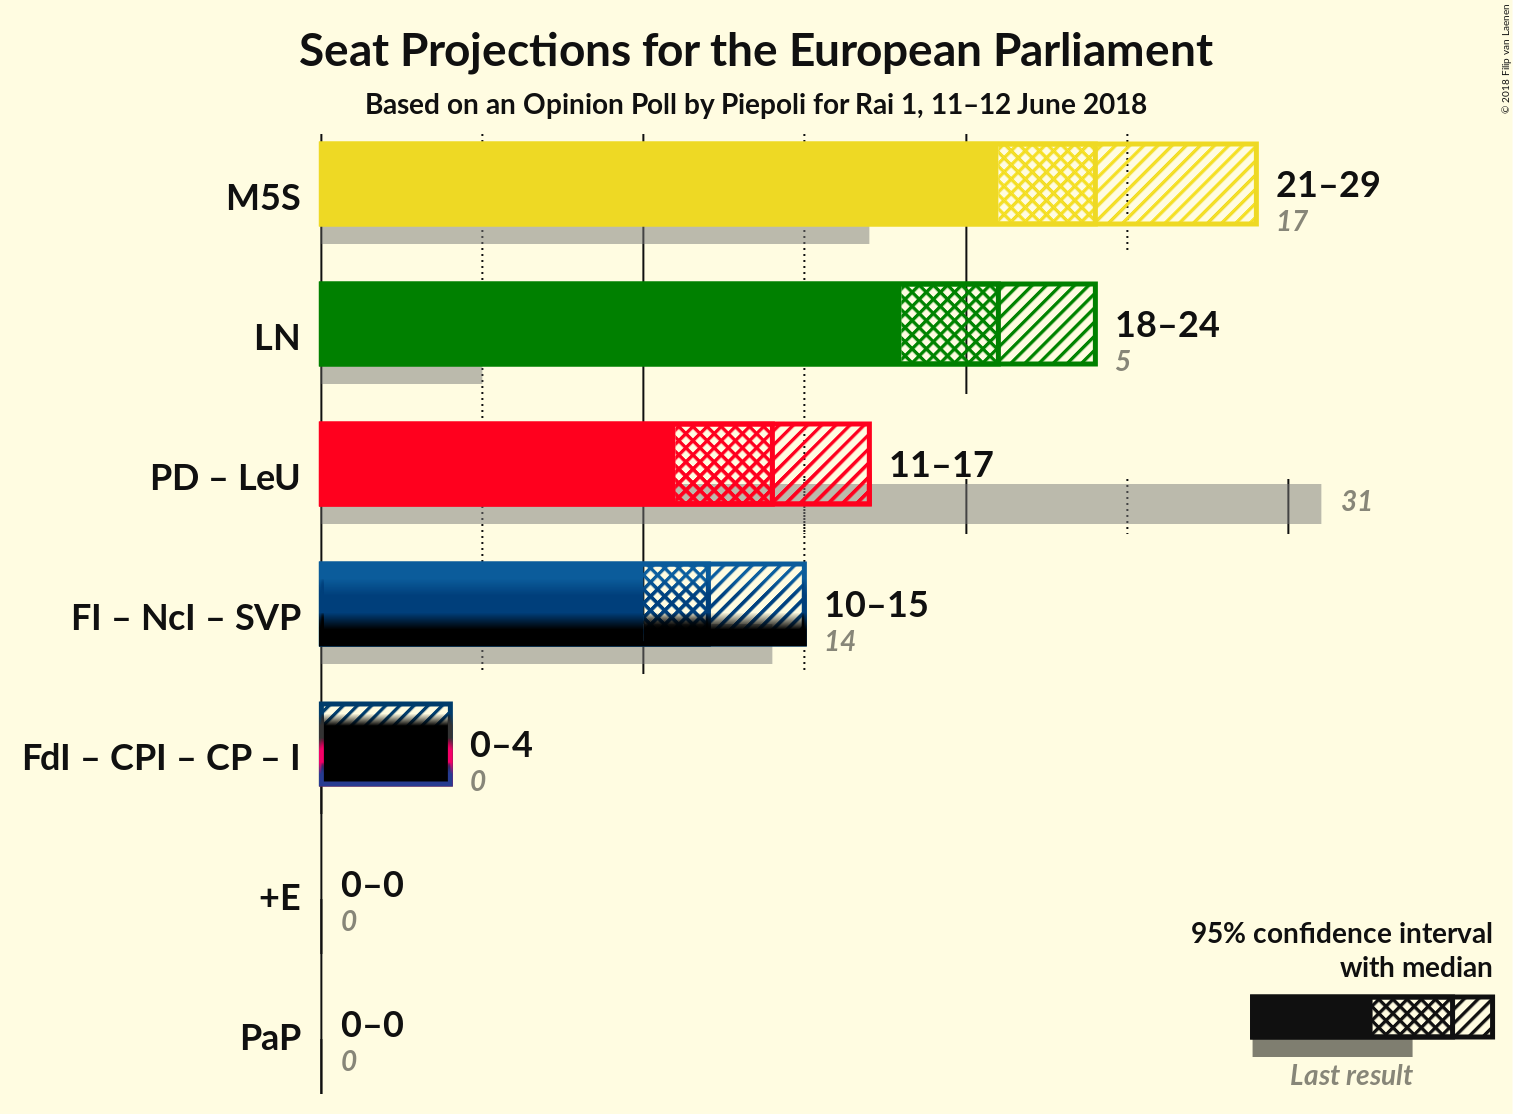 Seat Projections for the European Parliament
Based on an Opinion Poll by Piepoli for Rai 1, 11–12 June 2018
© 2018 Filip van Laenen
M5S
21–29
17
LN
18–24
5
PD – LeU
11–17
31
FI – NcI – SVP
10–15
14
FdI – CPI – CP – I
0–4
0
+E
0–0
0
PaP
0–0
0
95% confidence interval
with median
Last result